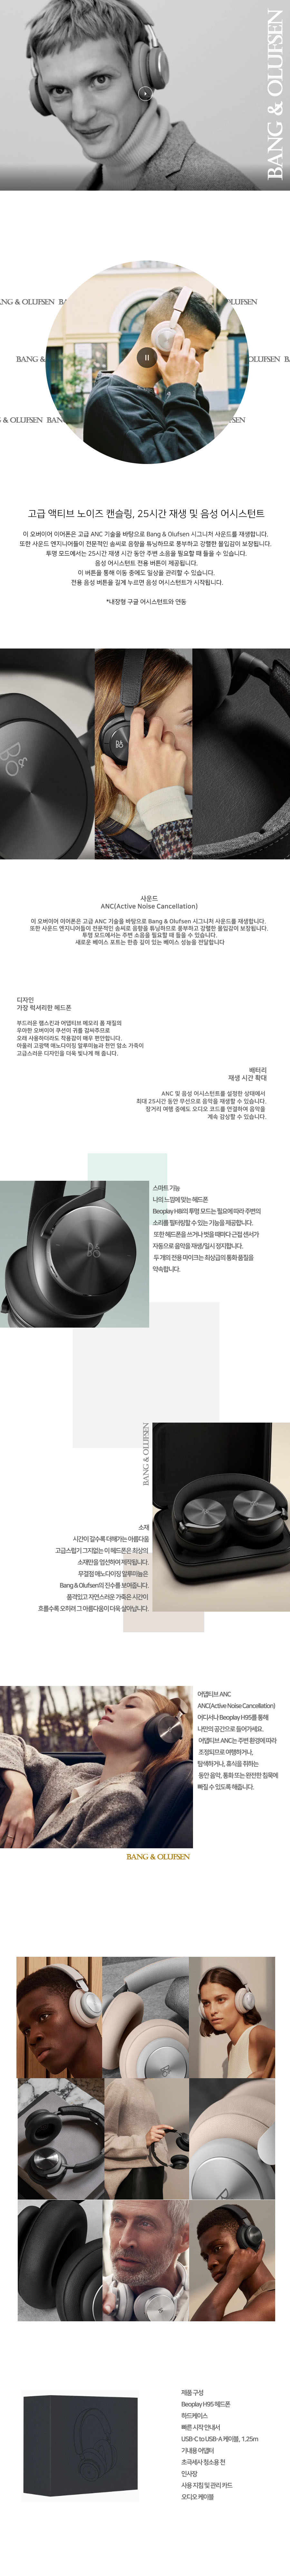 BANG & OLUFSEN
ANG & OLUFSEN BA OLUFSEN
BANG & OLUFSEN B
& OLUFSEN BAN SEN
고급 액티브 노이즈 캔슬링, 25시간 재생 및 음성 어시스턴트
이 오버이어 이어폰은 고급 ANC 기술을 바탕으로 Bang & Olufsen 시그니처 사운드를 재생합니다.
또한 사운드 엔지니어들이 전문적인 솜씨로 음향을 튜닝하므로 풍부하고 강렬한 몰입감이 보장됩니다.
투명 모드에서는 25시간 재생 시간 동안 주변 소음을 필요할 때 들을 수 있습니다.
음성 어시스턴트 전용 버튼이 제공됩니다.
이 버튼을 통해 이동 중에도 일상을 관리할 수 있습니다.
전용 음성 버튼을 길게 누르면 음성 어시스턴트가 시작됩니다.
*내장형 구글 어시스턴트와 연동
B&O
B&O
사운드
ANC(Active Noise Cancellation)
이 오버이어 이어폰은 고급 ANC 기술을 바탕으로 Bang & Olufsen 시그니처 사운드를 재생합니다.
또한 사운드 엔지니어들이 전문적인 솜씨로 음향을 튜닝하므로 풍부하고 강렬한 몰입감이 보장됩니다.
투명 모드에서는 주변 소음을 필요할 때 들을 수 있습니다.
새로운 베이스 포트는 한층 깊이 있는 베이스 성능을 전달합니다
디자인
가장 럭셔리한 헤드폰
부드러운 램스킨과 어댑티브 메모리 폼 재질의
우아한 오버이어 쿠션이 귀를 감싸주므로
오래 사용하더라도 착용감이 매우 편안합니다.
아울러 고광택 애노다이징 알루미늄과 천연 암소 가죽이
고급스러운 디자인을 더욱 빛나게 해 줍니다.
배터리
재생 시간 확대
ANC 및 음성 어시스턴트를 설정한 상태에서
최대 25시간 동안 무선으로 음악을 재생할 수 있습니다.
장거리 여행 중에도 오디오 코드를 연결하여 음악을
계속 감상할 수 있습니다.
B&O
스마트 기능
나의 느낌에 맞는 헤드폰
Beoplay H8i의 투명 모드는 필요에 따라 주변의
소리를 필터링할 수 있는 기능을 제공합니다.
또한 헤드폰을 쓰거나 벗을 때마다 근접 센서가
자동으로 음악을 재생/일시 정지합니다.
두 개의 전용 마이크는 최상급의 통화 품질을
약속합니다.
BANG & OLUFSEN
소재
시간이 갈수록 더해가는 아름다움
고급스럽기 그지없는 이 헤드폰은 최상의
소재만을 엄선하여 제작됩니다.
무결점 애노다이징 알루미늄은
Bang & Olufsen의 진수를 보여줍니다.
품격있고 자연스러운 가죽은 시간이
흐를수록 오히려 그 아름다움이 더욱 살아납니다.
어댑티브 ANC
ANC(Active Noise Cancellation)
어디서나 Beoplay H95를 통해
나만의 공간으로 들어가세요.
어댑티브 ANC는 주변 환경에 따라
조정되므로 여행하거나,
탐색하거나, 휴식을 취하는
동안 음악, 통화 또는 완전한 침묵에
빠질 수 있도록 해줍니다.
BANG & OLUFSEN
제품 구성
Beoplay H95 헤드폰
하드케이스
빠른 시작 안내서
USB-C to USB-A 케이블, 1.25m
기내용 어댑터
초극세사 청소용 천
인사장
사용 지침 및 관리 카드
오디오 케이블